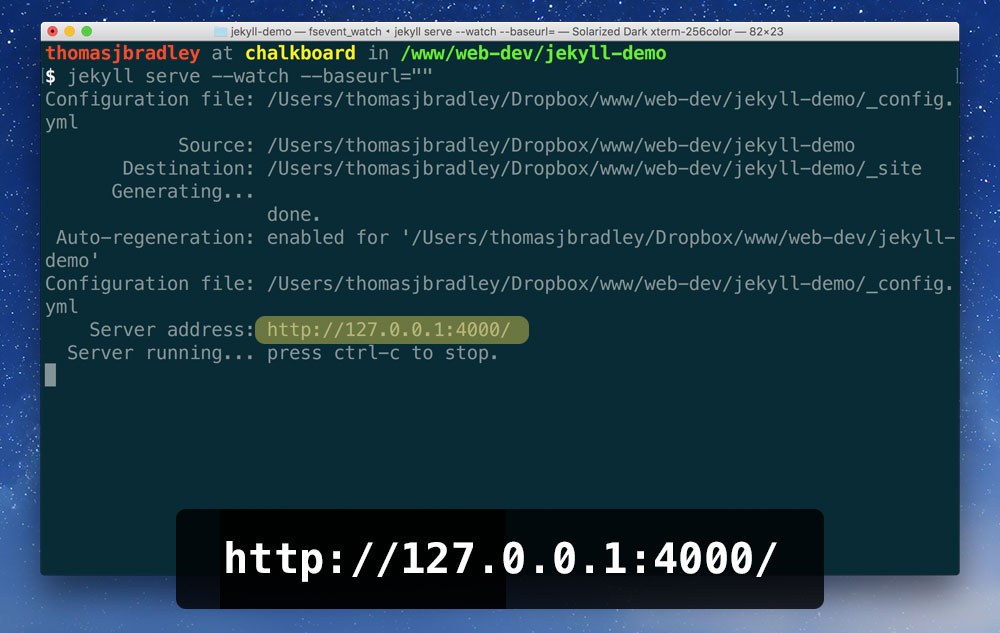 jekyll-demo — fsevent_watch ‹ jekyll serve --watch --baseurl= — Solarized Dark xterm-256color — 82×23
thomasjbradley at chalkboard in /www/web-dev/jekyll-demo
$ jekyll serve --watch --baseurl=""
Configuration file: /Users/thomasjbradley/Dropbox/www/web-dev/jekyll-demo/_config.
yml
Source: /Users/thomasjbradley/Dropbox/www/web-dev/jekyll-demo
Destination: /Users/thomasjbradley/Dropbox/www/web-dev/jekyll-demo/_site
Generating...
done.
Auto-regeneration: enabled for '/Users/thomasjbradley/Dropbox/www/web-dev/jekyll-
demo'
Configuration file: /Users/thomasjbradley/Dropbox/www/web-dev/jekyll-demo/_config.
yml
Server address: http://127.0.0.1:4000/
Server running... press ctrl-c to stop.
http://127.0.0.1:4000/